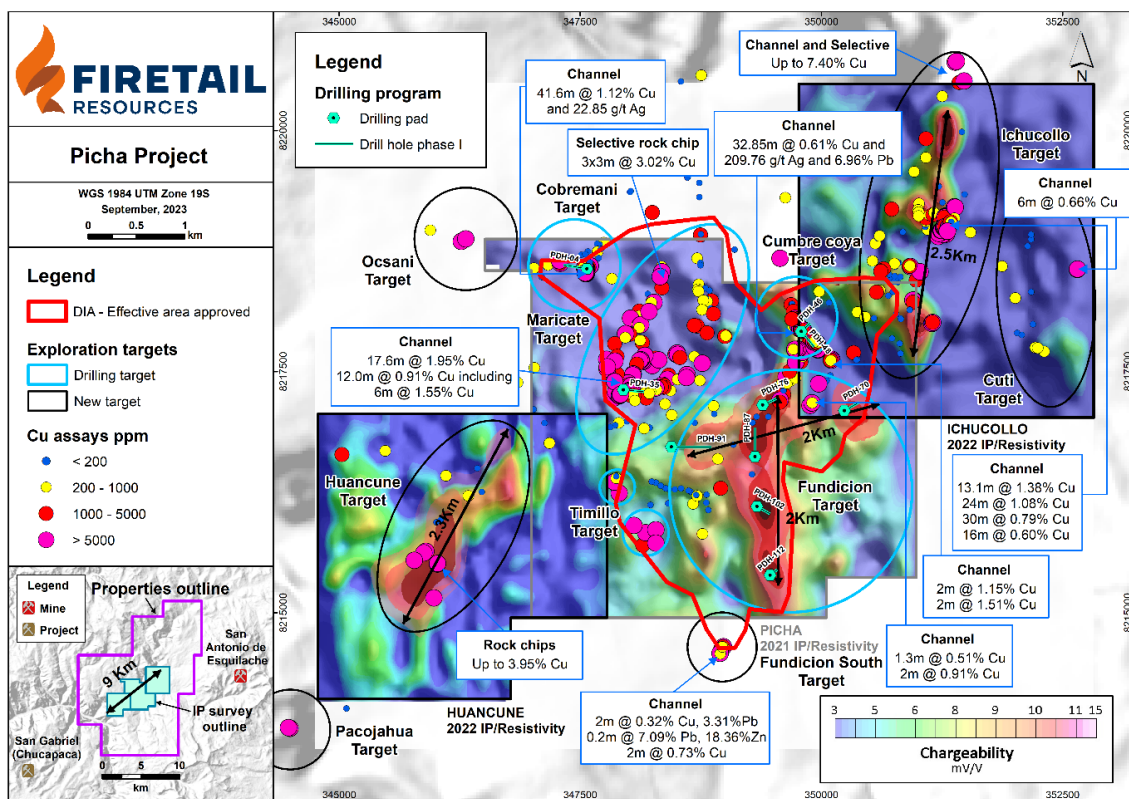 FIRETAIL
RESOURCES
Picha Project
WGS 1984 UTM Zone 19S
September, 2023
0 0.5 1
km
Legend
DIA - Effective area approved
Exploration targets
Drilling target
New target
Cu assays ppm
< 200
200 - 1000
1000 - 5000
> 5000
Legend
Mine
Project
Properties outline
San
Antonio de
Esquilache
9 Km
IP survey
outline
San Gabriel
(Chucapaca)
0 5 10
km
345000
347500
350000
352500
8220000
8217500
8215000
8220000
8217500
8215000
345000
347500
350000
352500
N
Legend
Drilling program
Drilling pad
Drill hole phase I
Channel
41.6m @ 1.12% Cu
and 22.85 g/t Ag
Selective rock chip
3x3m @ 3.02% Cu
Channel and Selective
Up to 7.40% Cu
Channel
32.85m @ 0.61% Cu and
209.76 g/t Ag and 6.96% Pb
Ichucollo
Target
Channel
6m @ 0.66% Cu
Cobremani
Target
Cumbre coya
Target
Ocsani
Target
PDH-04
2.5Km
Maricate
Target
PDH-46
PDH-48
Channel
17.6m @ 1.95% Cu
12.0m @ 0.91% Cu including
6m @ 1.55% Cu
PDH-35
PDH-76
PDH-70
Cuti
Target
PDH-87
PDH-91
2Km
ICHUCOLLO
2022 IP/Resistivity
Huancune
Target
2.3Km
Timillo
Target
Fundicion
Target
PDH-102
2Km
PDH-112
13.1m @ 1.38% Cu
24m @ 1.08% Cu
30m @ 0.79% Cu
16m @ 0.60% Cu
2m @ 1.15% Cu
2m @ 1.51% Cu
Rock chips
Up to 3.95% Cu
PICHA
2021 IP/Resistivity
Fundicion South
Target
Channel
1.3m @ 0.51% Cu
2m @ 0.91% Cu
Channel
2m @ 0.32% Cu, 3.31%Pb
0.2m @ 7.09% Pb, 18.36%Zn
2m @ 0.73% Cu
HUANCUNE
2022 IP/Resistivity
Pacojahua
Target
3 5 6 8 9 10 11 15
Chargeability
mV/V